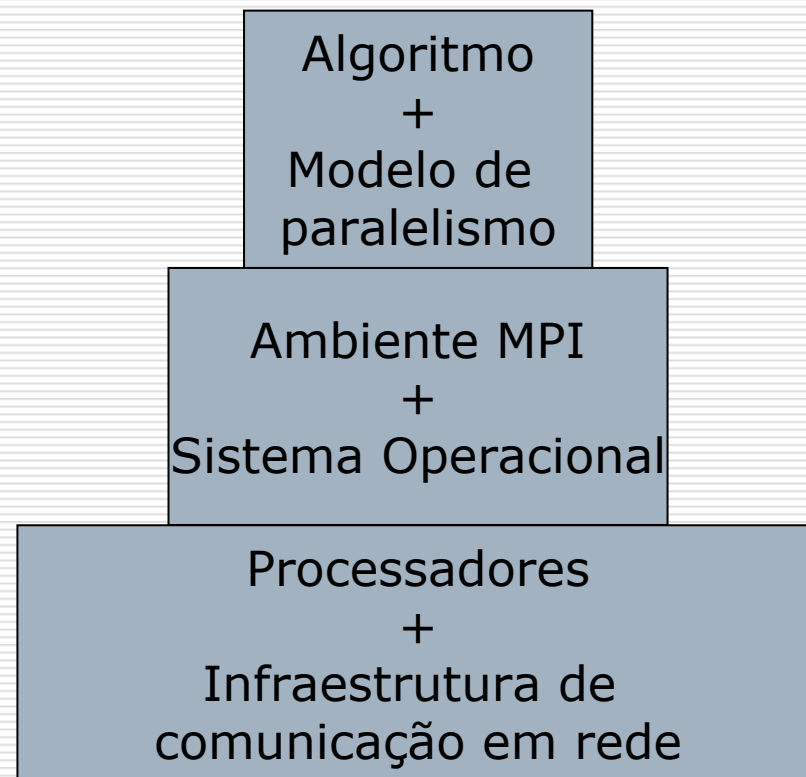 Algoritmo
+
Modelo de
paralelismo
Ambiente MPI
+
Sistema Operacional
Processadores
+
Infraestrutura de
comunicação em rede